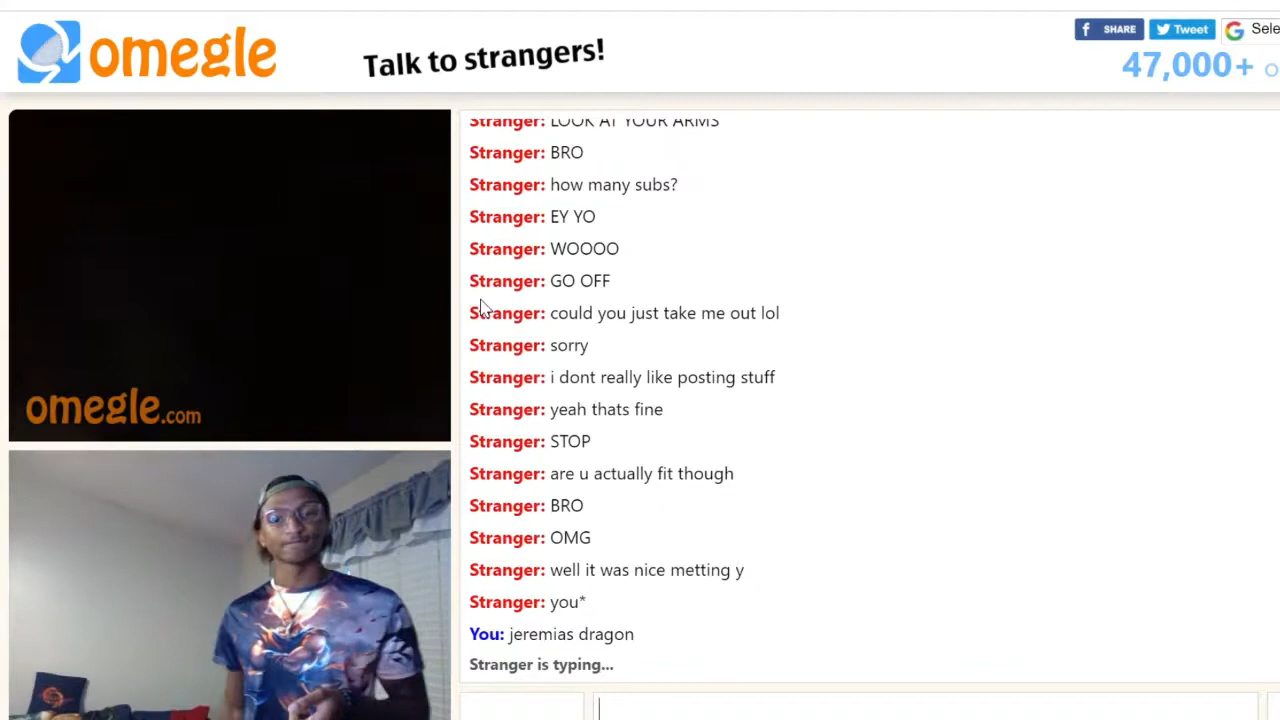 omegle
Talk to strangers!
SHARE
Tweet
G Sele
47,000+ o
Stranger: LOOK AT YOUR ARMS
Stranger: BRO
Stranger: how many subs?
Stranger: EY YO
Stranger: WOOOO
Stranger: GO OFF
Stranger: could you just take me out lol
Stranger: sorry
Stranger: i dont really like posting stuff
Stranger: yeah thats fine
Stranger: STOP
Stranger: are u actually fit though
Stranger: BRO
Stranger: OMG
Stranger: well it was nice metting y
Stranger: you*
You: jeremias dragon
Stranger is typing...
omegle.com